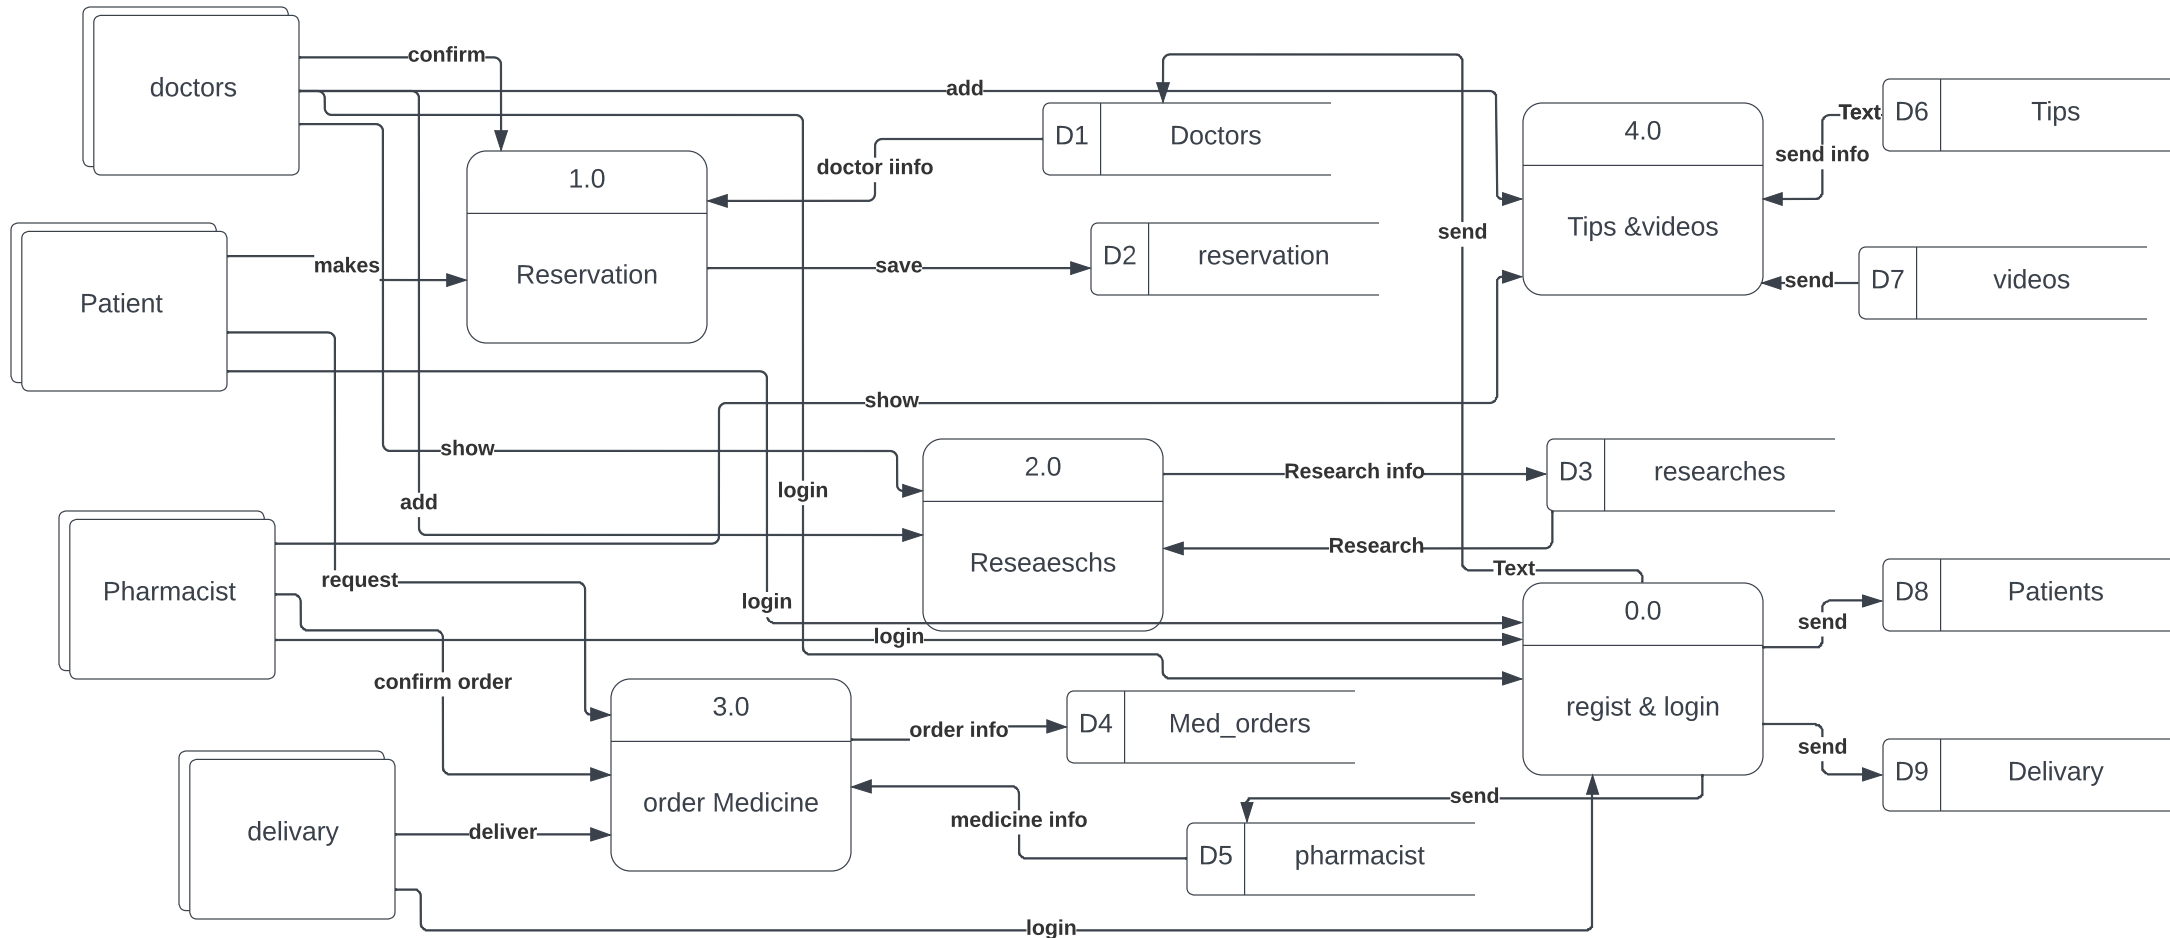 doctors
confirm
add
D1
Doctors
4.0
D6
Tips
Text
send info
1.0
doctor iinfo
Tips &videos
send
Patient
makes
Reservation
save
D2
reservation
send
D7
videos
show
show
2.0
Research info
D3
researches
login
add
Research
Reseaeschs
Text
Pharmacist
request
login
login
0.0
send
D8
Patients
confirm order
3.0
order info
D4
Med_orders
regist & login
send
D9
Delivary
order Medicine
send
delivary
deliver
medicine info
D5
pharmacist
login